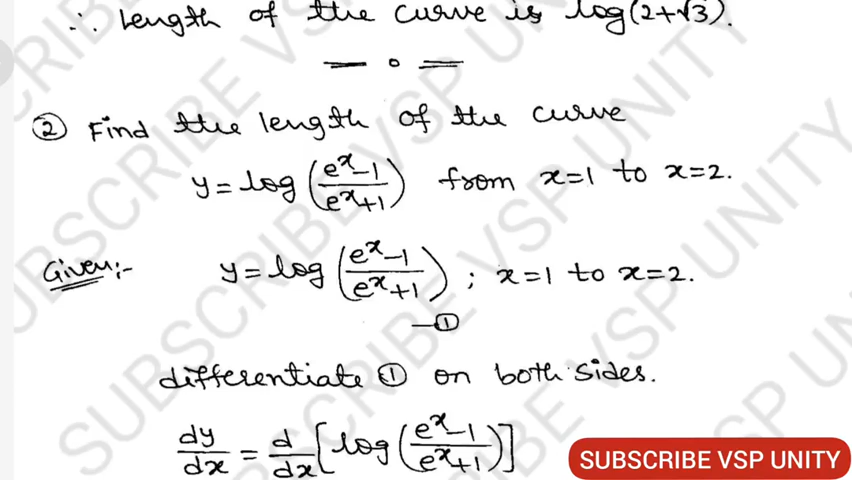 ∴ Length of the curve is log(2+√3).
② Find the length of the curve
y = log (e^x-1 / e^x+1) from x=1 to x=2.
Given:- y = log (e^x-1 / e^x+1) ; x=1 to x=2.
—①
differentiate ① on both sides.
dy/dx = d/dx [log (e^x-1 / e^x+1)]
SUBSCRIBE VSP UNITY